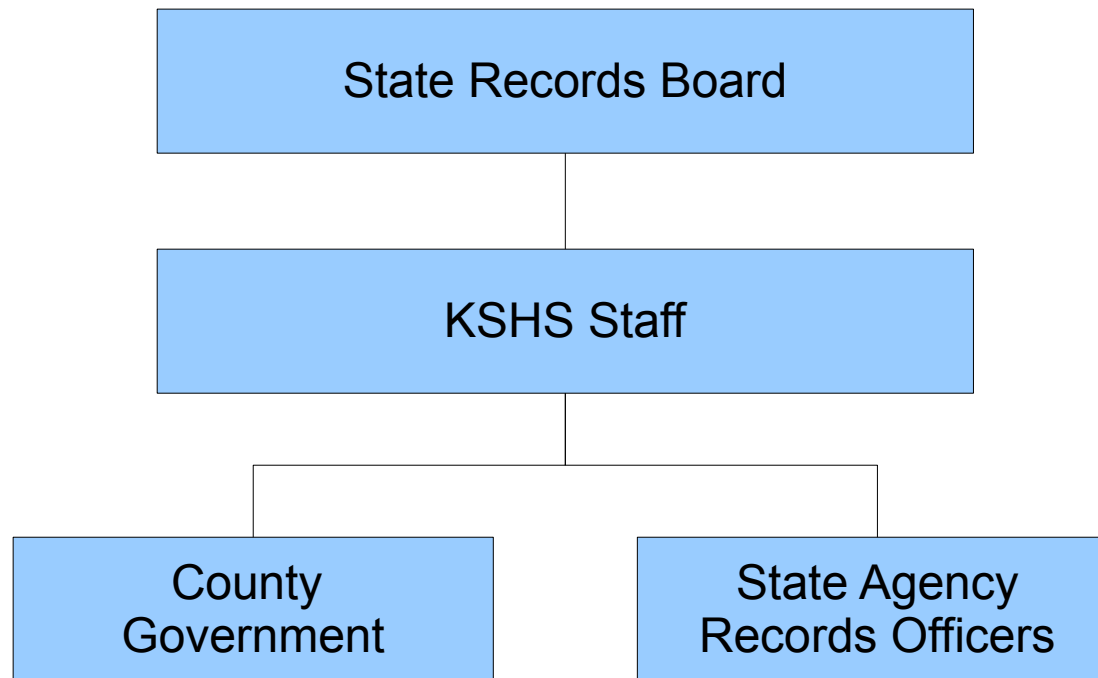 State Records Board
KSHS Staff
County
Government
State Agency
Records Officers